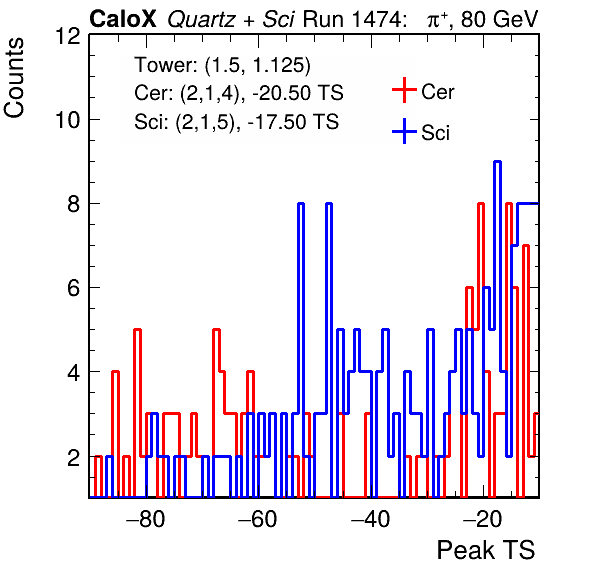 CaloX Quartz + Sci Run 1474: π⁺, 80 GeV
Counts
12
10
8
6
4
2
Tower: (1.5, 1.125)
Cer: (2,1,4), -20.50 TS
Sci: (2,1,5), -17.50 TS
Cer
Sci
−80 −60 −40 −20
Peak TS